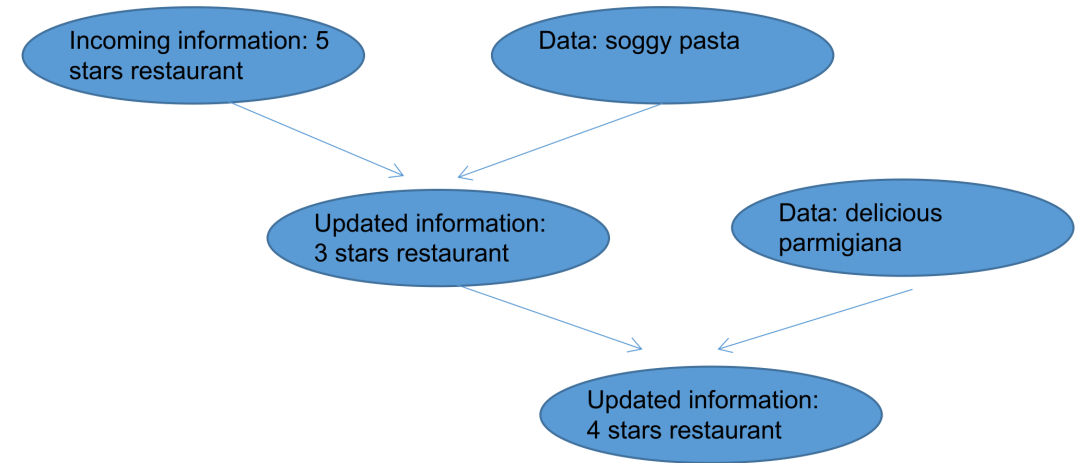 Incoming information: 5
stars restaurant
Data: soggy pasta
Updated information:
3 stars restaurant
Data: delicious
parmigiana
Updated information:
4 stars restaurant